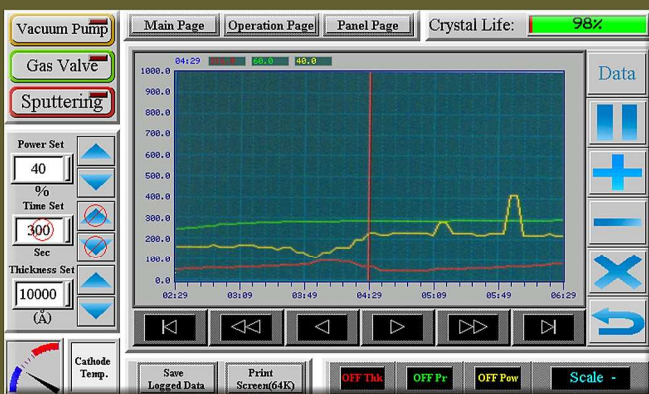 Vacuum Pump
Main Page
Operation Page
Panel Page
Crystal Life:
98%
Gas Valve
Sputtering
04:29
60.0
40.0
Data
1000.0
900.0
800.0
700.0
600.0
500.0
400.0
300.0
200.0
100.0
0.0
02:29
03:09
03:49
04:29
05:09
05:49
06:29
Power Set
40
%
Time Set
300
Sec
Thickness Set
10000
(Å)
Cathode
Temp.
Save
Logged Data
Print
Screen(64K)
OFF Thk
OFF Pr
OFF Pow
Scale -